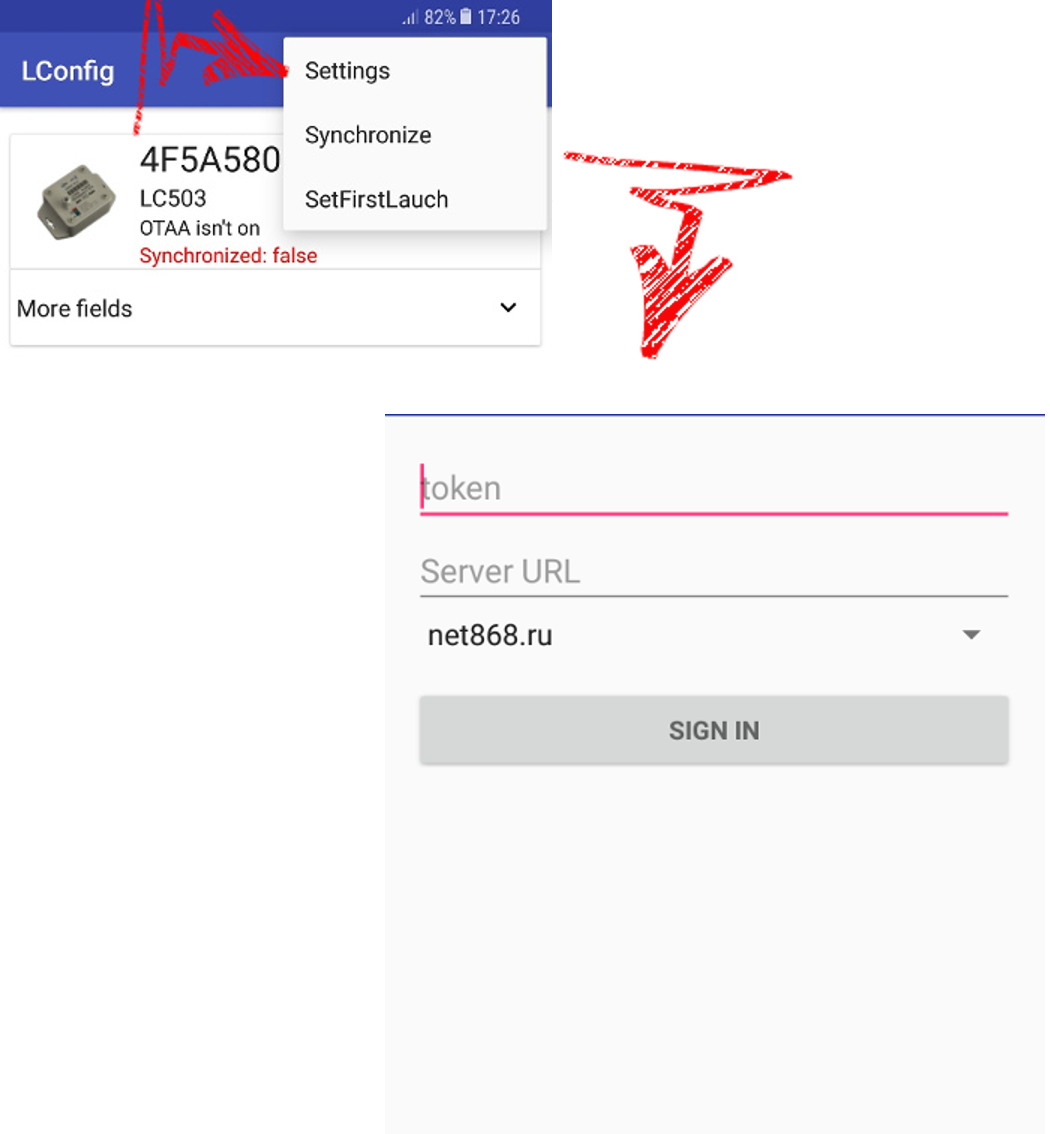 82% 17:26
LConfig
Settings
Synchronize
SetFirstLauch
4F5A580
LC503
OTAA isn't on
Synchronized: false
More fields
token
Server URL
net868.ru
SIGN IN